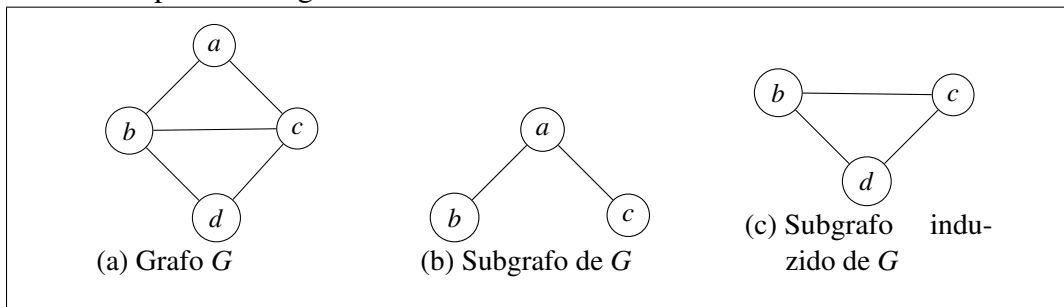 a
b
c
d
(a) Grafo G
a
b
c
(b) Subgrafo de G
b
c
d
(c) Subgrafo indu-
zido de G